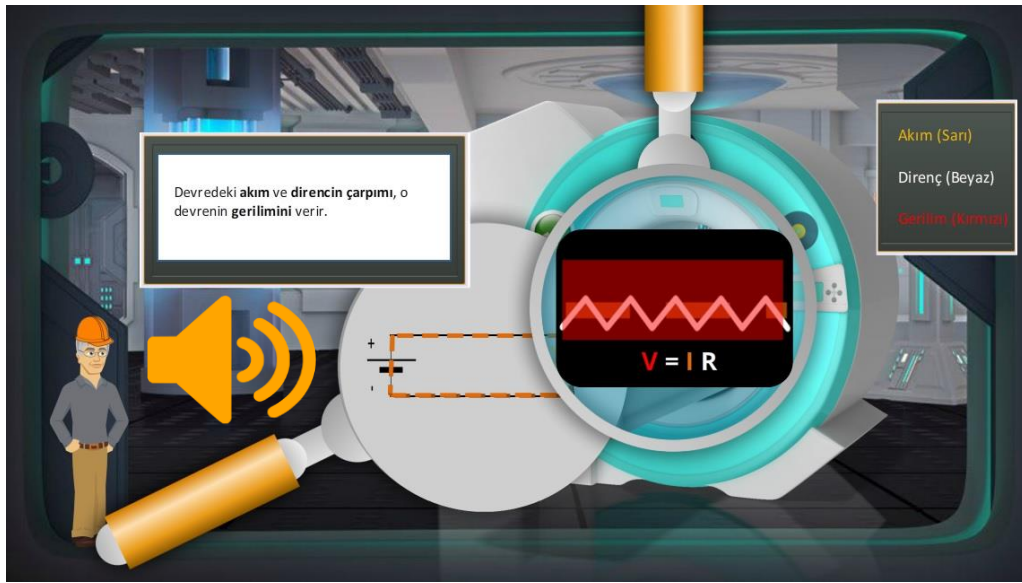 Devredeki akım ve direncin çarpımı, o
devrenin gerilimini verir.
Akım (Sarı)
Direnç (Beyaz)
Gerilim (Kırmızı)
+
-
V = I R